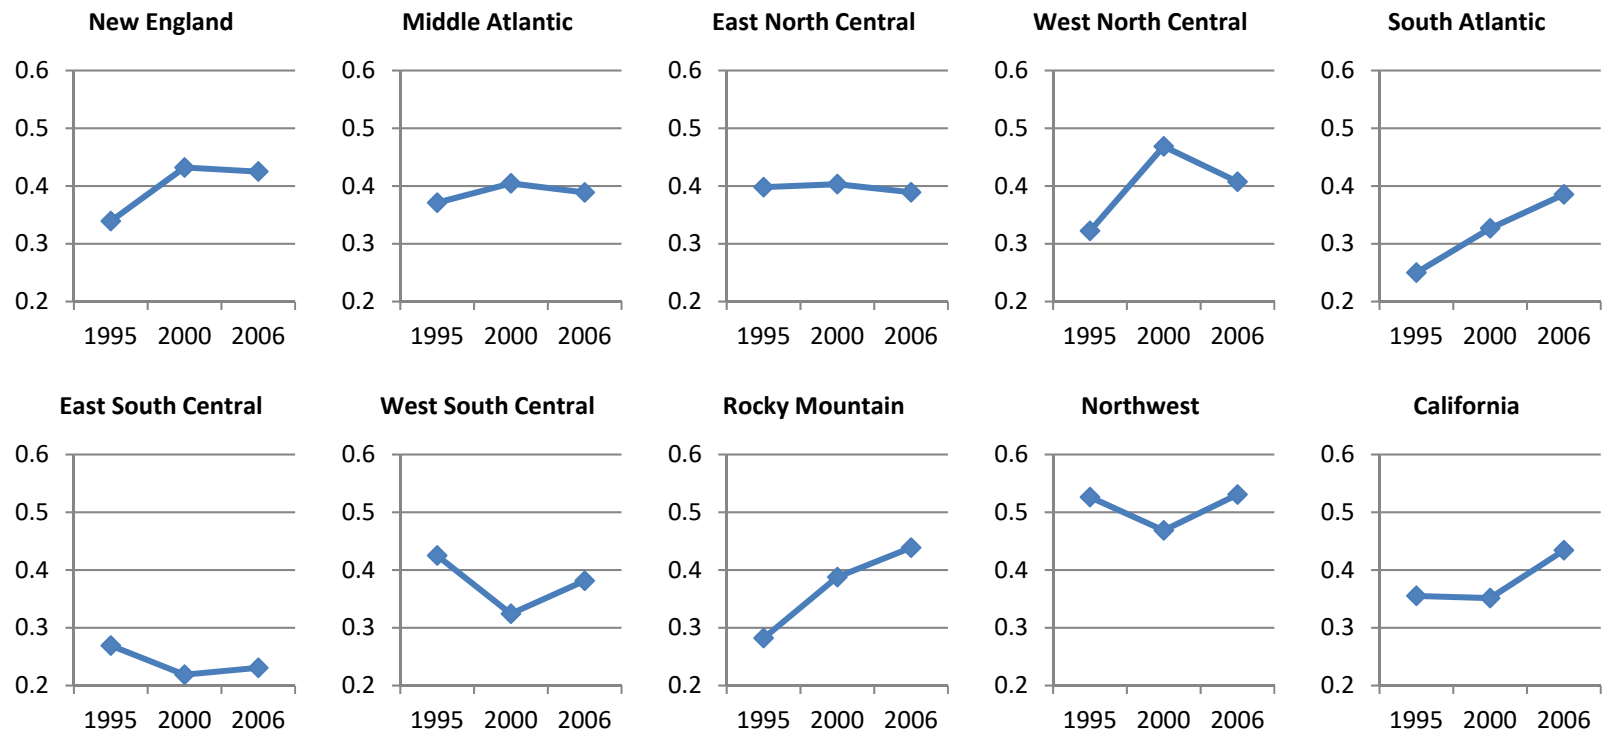 New England Middle Atlantic East North Central West North Central South Atlantic
0.6 0.6 0.6 0.6 0.6
0.5 0.5 0.5 0.5 0.5
0.4 0.4 0.4 0.4 0.4
0.3 0.3 0.3 0.3 0.3
0.2 0.2 0.2 0.2 0.2
1995 2000 2006 1995 2000 2006 1995 2000 2006 1995 2000 2006 1995 2000 2006
East South Central West South Central Rocky Mountain Northwest California
0.6 0.6 0.6 0.6 0.6
0.5 0.5 0.5 0.5 0.5
0.4 0.4 0.4 0.4 0.4
0.3 0.3 0.3 0.3 0.3
0.2 0.2 0.2 0.2 0.2
1995 2000 2006 1995 2000 2006 1995 2000 2006 1995 2000 2006 1995 2000 2006